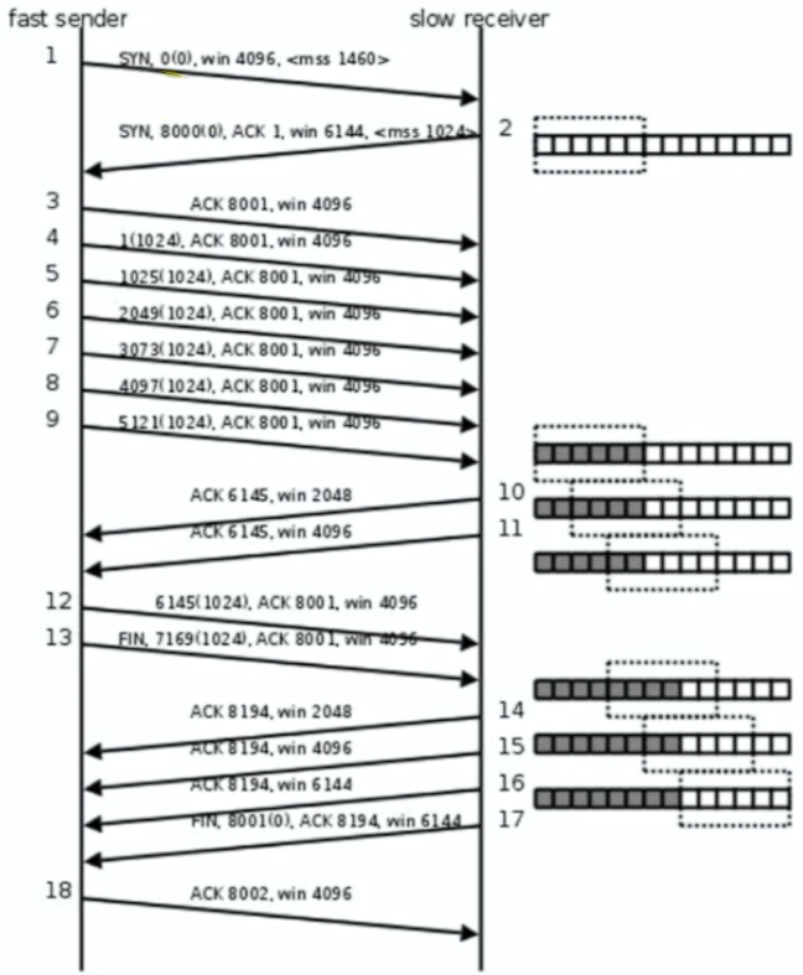 fast sender slow receiver
1 SYN, 0(0), win 4096, <mss 1460>
SYN, 8000(0), ACK 1, win 6144, <mss 1024> 2
3 ACK 8001, win 4096
4 1(1024), ACK 8001, win 4096
5 1025(1024), ACK 8001, win 4096
6 2049(1024), ACK 8001, win 4096
7 3073(1024), ACK 8001, win 4096
8 4097(1024), ACK 8001, win 4096
9 5121(1024), ACK 8001, win 4096
ACK 6145, win 2048 10
ACK 6145, win 4096 11
12 6145(1024), ACK 8001, win 4096
13 FIN, 7169(1024), ACK 8001, win 4096
ACK 8194, win 2048 14
ACK 8194, win 4096 15
ACK 8194, win 6144 16
FIN, 8001(0), ACK 8194, win 6144 17
18 ACK 8002, win 4096